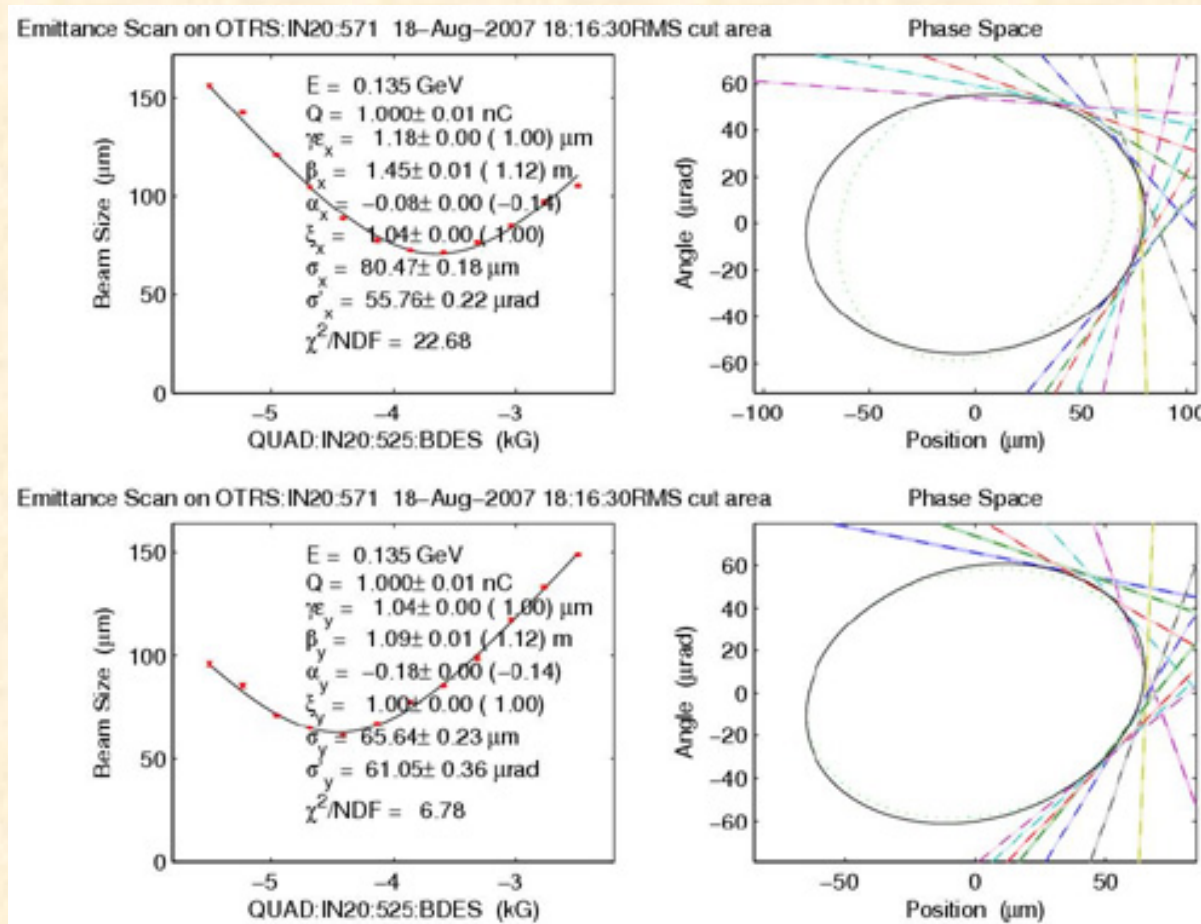 Emittance Scan on OTRS:IN20:571 18-Aug-2007 18:16:30RMS cut area
Phase Space
E = 0.135 GeV
Q = 1.000± 0.01 nC
γε_x = 1.18± 0.00 ( 1.00) μm
β_x = 1.45± 0.01 ( 1.12) m
α_x = -0.08± 0.00 (-0.14)
ξ_x = 1.04± 0.00 ( 1.00)
σ_x = 80.47± 0.18 μm
σ'_x = 55.76± 0.22 μrad
χ²/NDF = 22.68
Beam Size (μm)
150
100
50
0
-5
-4
-3
QUAD:IN20:525:BDES (kG)
Angle (μrad)
60
40
20
0
-20
-40
-60
-100
-50
0
50
100
Position (μm)
Emittance Scan on OTRS:IN20:571 18-Aug-2007 18:16:30RMS cut area
Phase Space
E = 0.135 GeV
Q = 1.000± 0.01 nC
γε_y = 1.04± 0.00 ( 1.00) μm
β_y = 1.09± 0.01 ( 1.12) m
α_y = -0.18± 0.00 (-0.14)
ξ_y = 1.00± 0.00 ( 1.00)
σ_y = 65.64± 0.23 μm
σ'_y = 61.05± 0.36 μrad
χ²/NDF = 6.78
Beam Size (μm)
150
100
50
0
-5
-4
-3
QUAD:IN20:525:BDES (kG)
Angle (μrad)
60
40
20
0
-20
-40
-60
-50
0
50
Position (μm)